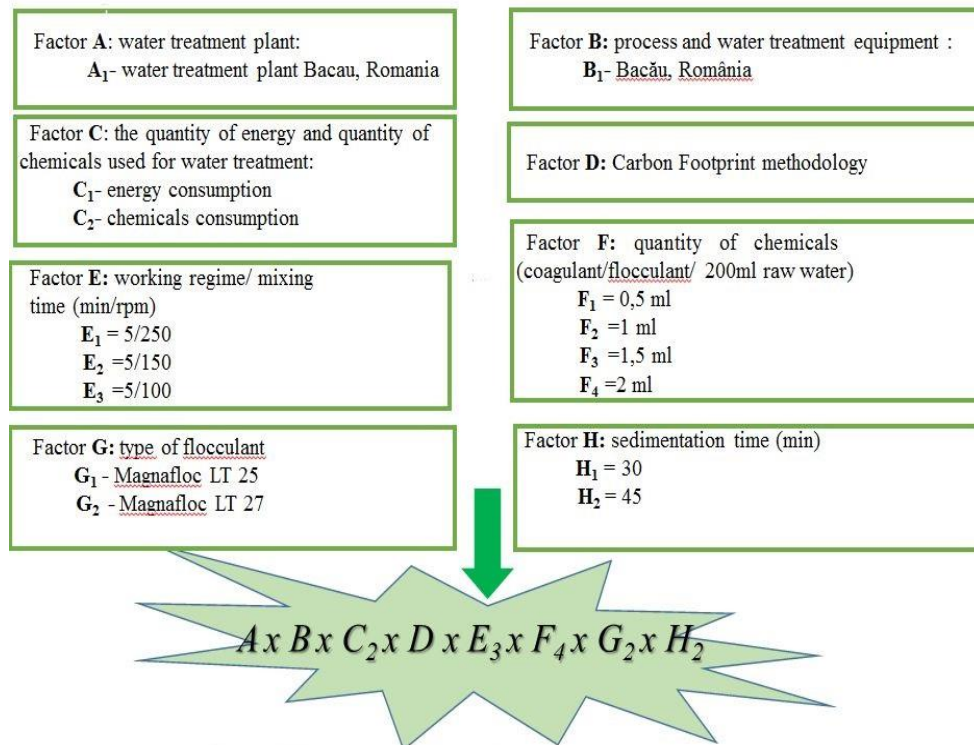 Factor A: water treatment plant:
A1- water treatment plant Bacau, Romania
Factor B: process and water treatment equipment :
B1- Bacău, România
Factor C: the quantity of energy and quantity of
chemicals used for water treatment:
C1- energy consumption
C2- chemicals consumption
Factor D: Carbon Footprint methodology
Factor E: working regime/ mixing
time (min/rpm)
E1 = 5/250
E2 =5/150
E3 =5/100
Factor F: quantity of chemicals
(coagulant/flocculant/ 200ml raw water)
F1 = 0,5 ml
F2 =1 ml
F3 =1,5 ml
F4 =2 ml
Factor G: type of flocculant
G1 - Magnafloc LT 25
G2 - Magnafloc LT 27
Factor H: sedimentation time (min)
H1 = 30
H2 = 45
A x B x C2 x D x E3 x F4 x G2 x H2